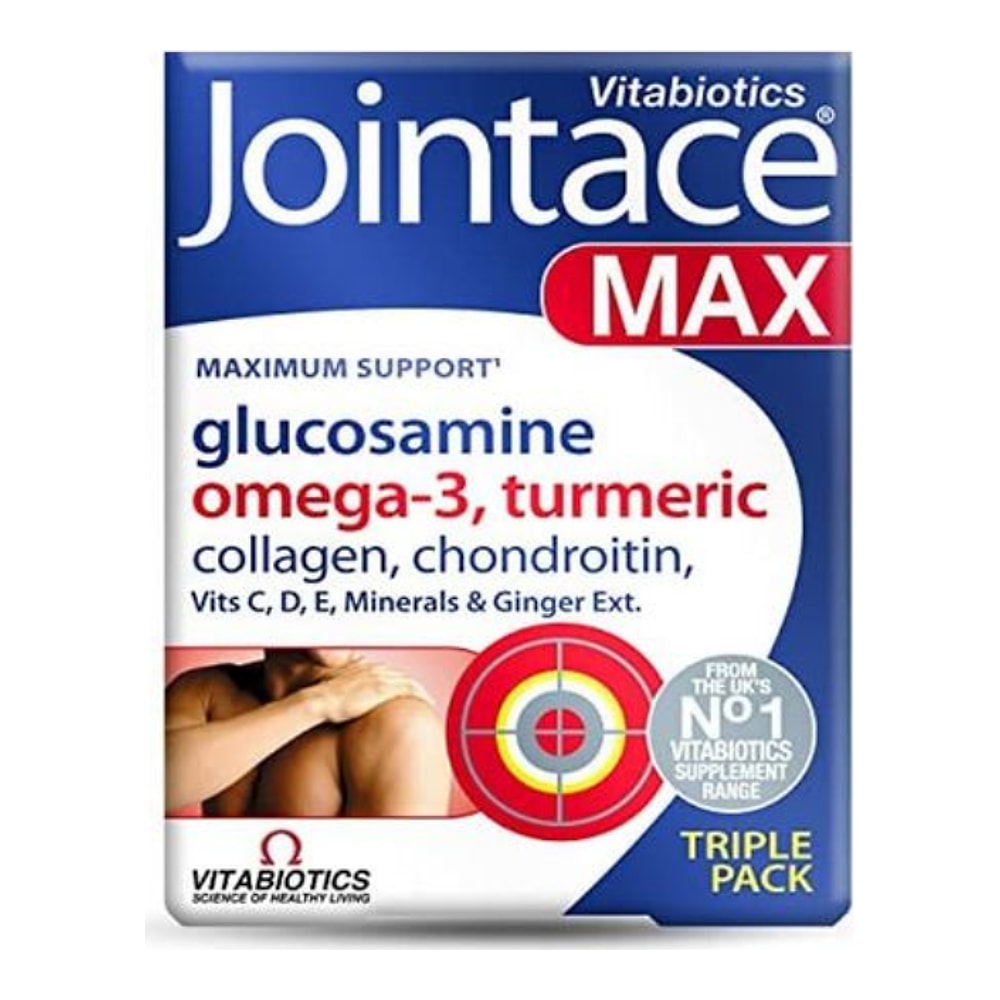 Vitabiotics
Jointace®
MAX
MAXIMUM SUPPORT¹
glucosamine
omega-3, turmeric
collagen, chondroitin,
Vits C, D, E, Minerals & Ginger Ext.
FROM
THE UK'S
Nº1
VITABIOTICS
SUPPLEMENT
RANGE
TRIPLE
PACK
VITABIOTICS
SCIENCE OF HEALTHY LIVING